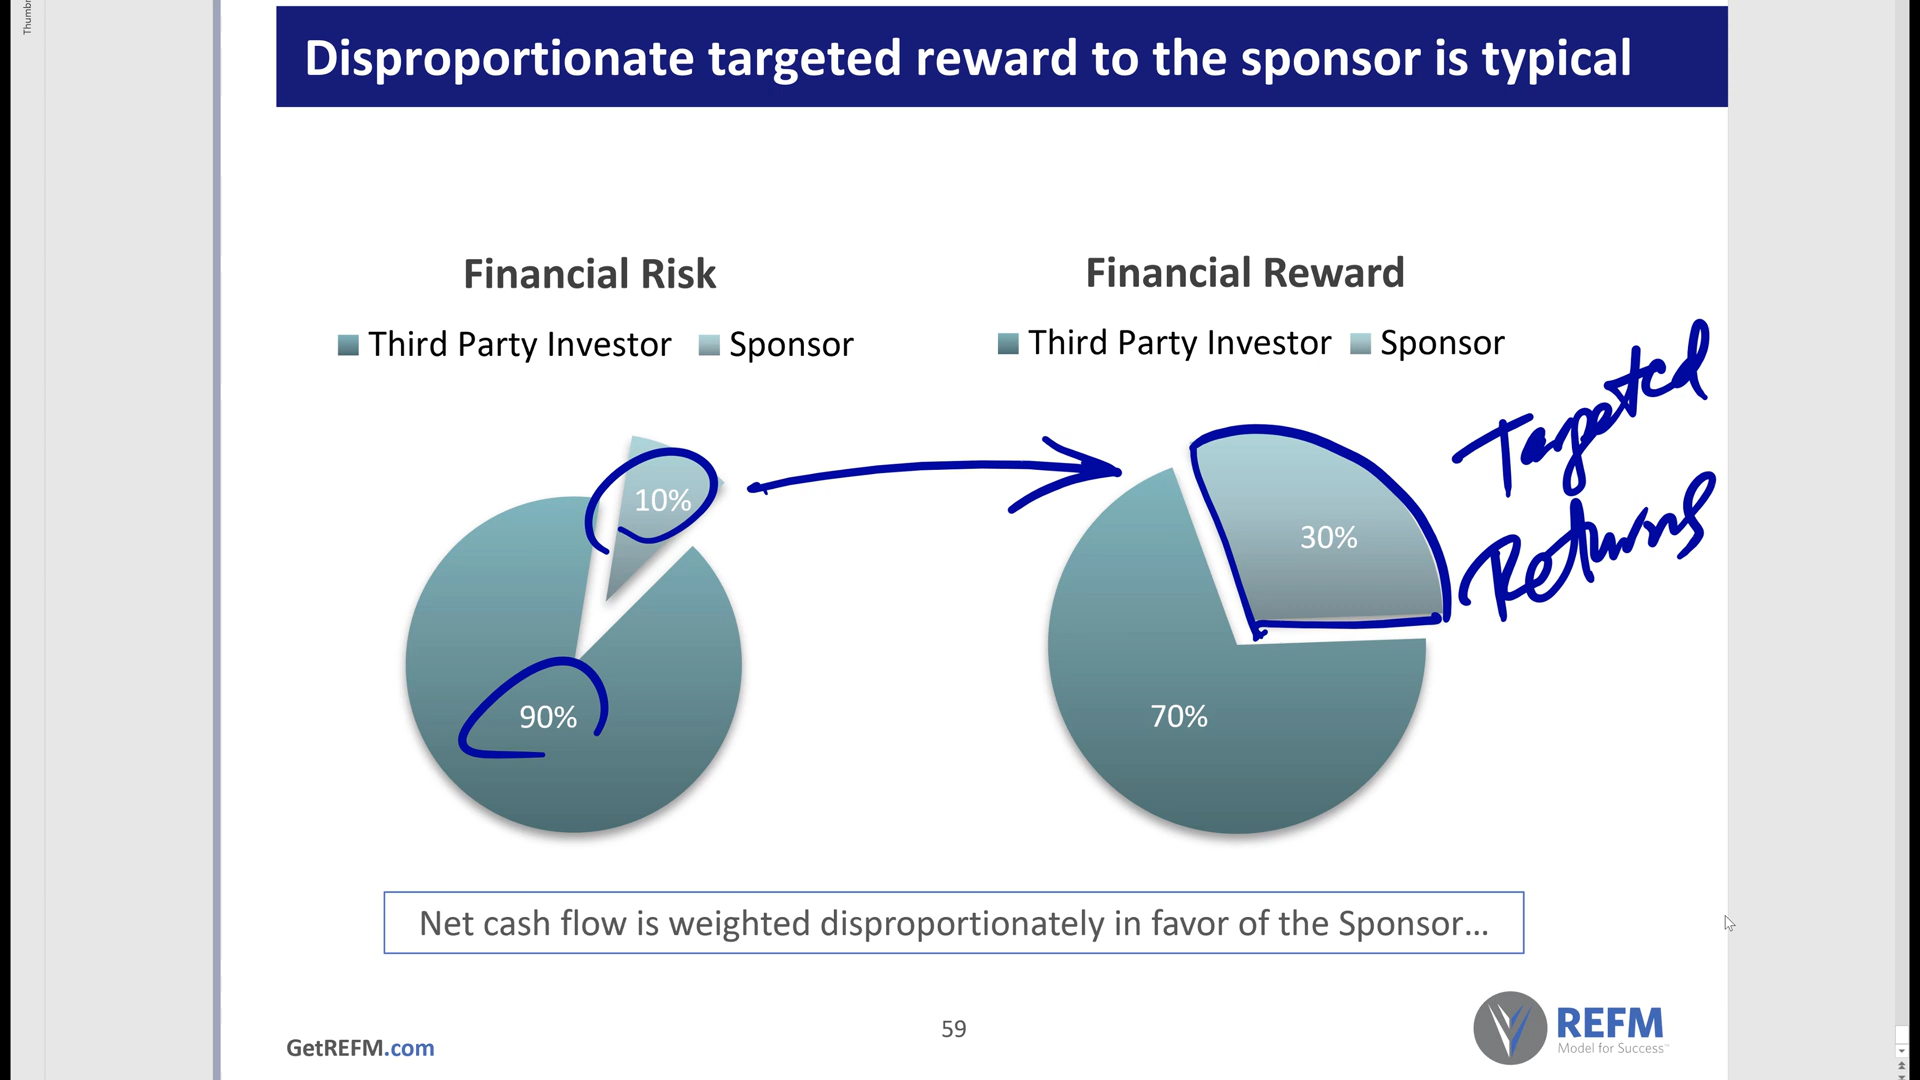 Thumbn
Disproportionate targeted reward to the sponsor is typical
Financial Risk
Third Party Investor Sponsor
10%
90%
Financial Reward
Third Party Investor Sponsor
30%
70%
Targeted
Returns
Net cash flow is weighted disproportionately in favor of the Sponsor...
GetREFM.com
59
REFM
Model for Success™